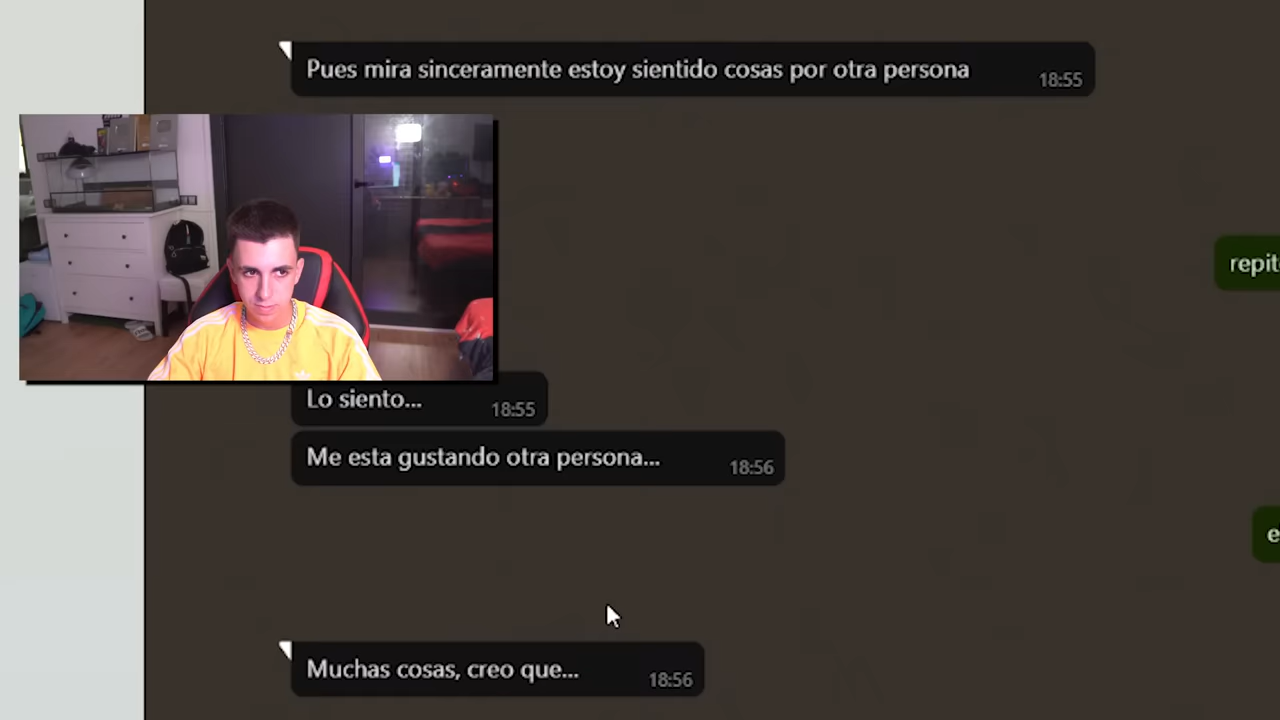 Pues mira sinceramente estoy sientido cosas por otra persona
18:55
repit
Lo siento...
18:55
Me esta gustando otra persona...
18:56
e
Muchas cosas, creo que...
18:56